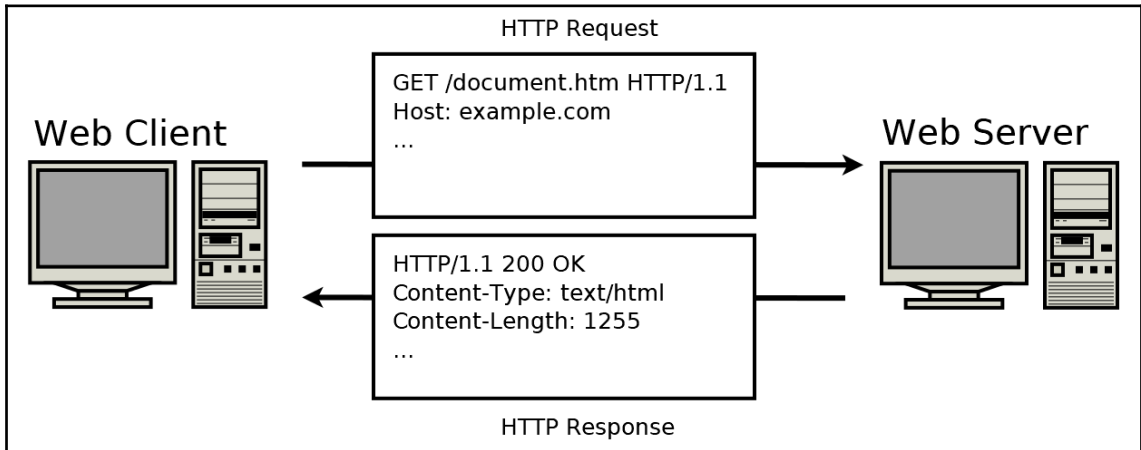 HTTP Request
GET /document.htm HTTP/1.1
Host: example.com
...
Web Client
Web Server
HTTP/1.1 200 OK
Content-Type: text/html
Content-Length: 1255
...
HTTP Response